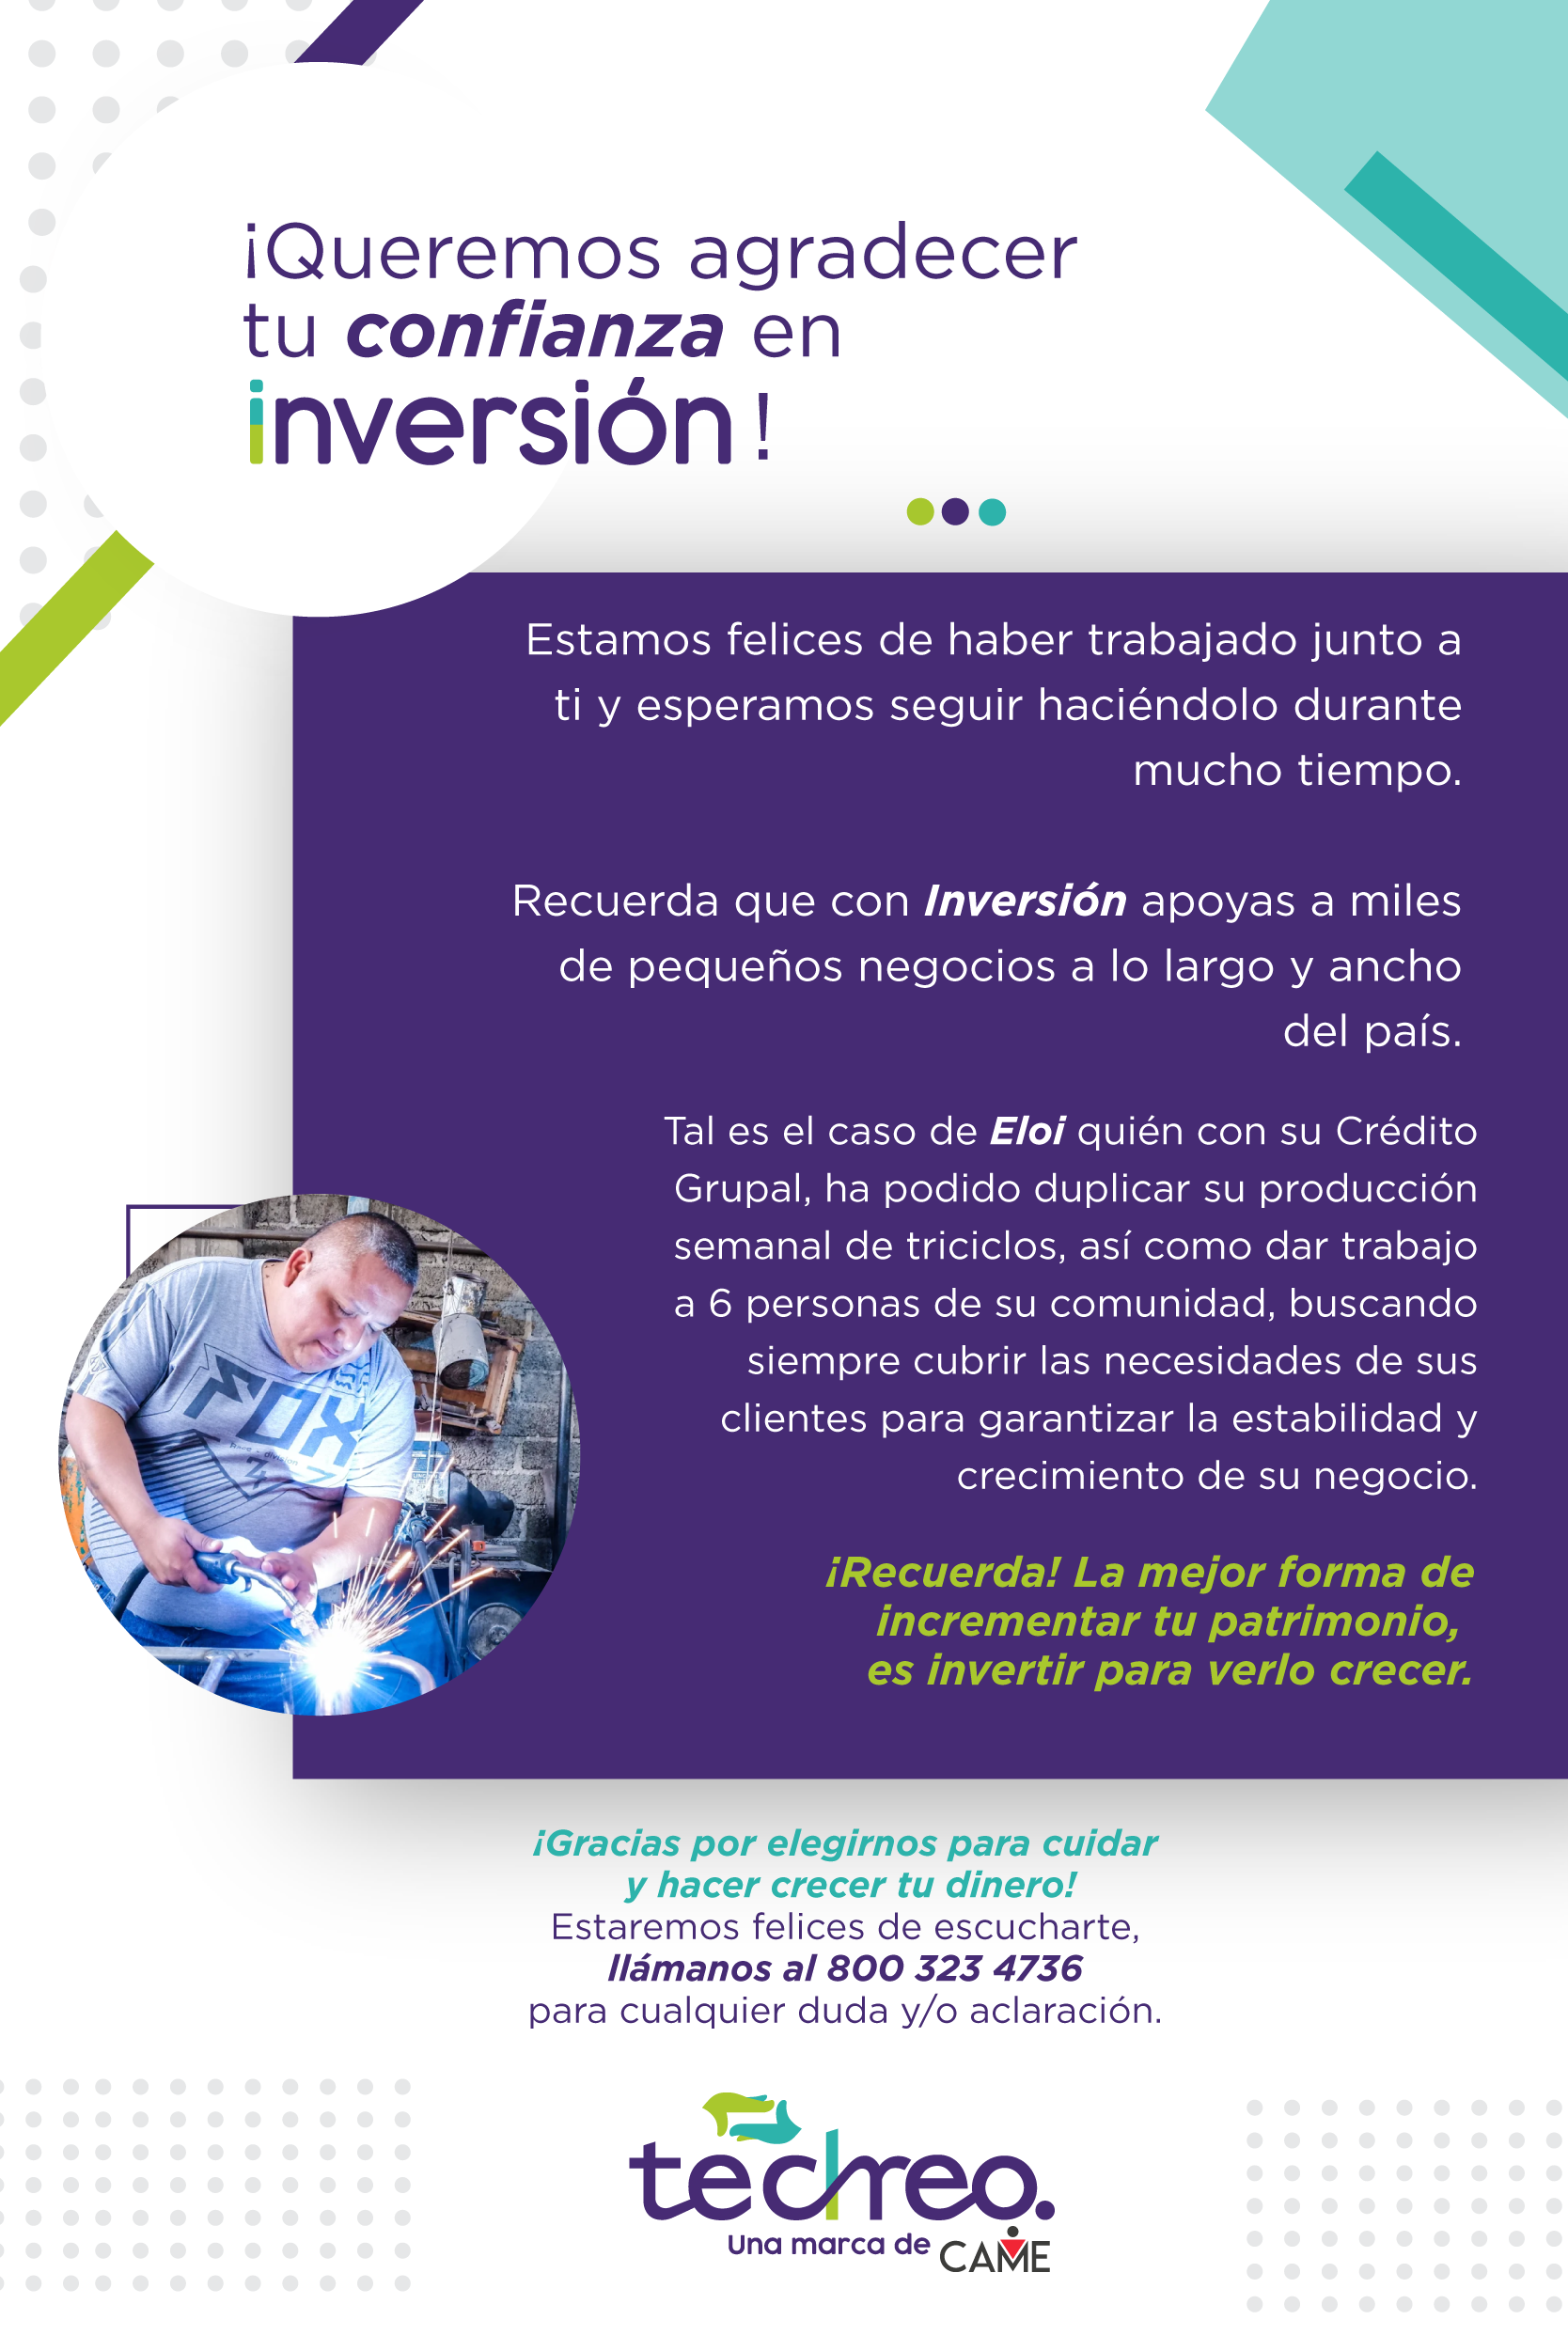 ¡Queremos agradecer
tu confianza en
inversión !
Estamos felices de haber trabajado junto a
ti y esperamos seguir haciéndolo durante
mucho tiempo.
Recuerda que con Inversión apoyas a miles
de pequeños negocios a lo largo y ancho
del país.
Tal es el caso de Eloi quién con su Crédito
Grupal, ha podido duplicar su producción
semanal de triciclos, así como dar trabajo
a 6 personas de su comunidad, buscando
siempre cubrir las necesidades de sus
clientes para garantizar la estabilidad y
crecimiento de su negocio.
FOX
¡Recuerda! La mejor forma de
incrementar tu patrimonio,
es invertir para verlo crecer.
¡Gracias por elegirnos para cuidar
y hacer crecer tu dinero!
Estaremos felices de escucharte,
llámanos al 800 323 4736
para cualquier duda y/o aclaración.
techreo.
Una marca de CAME